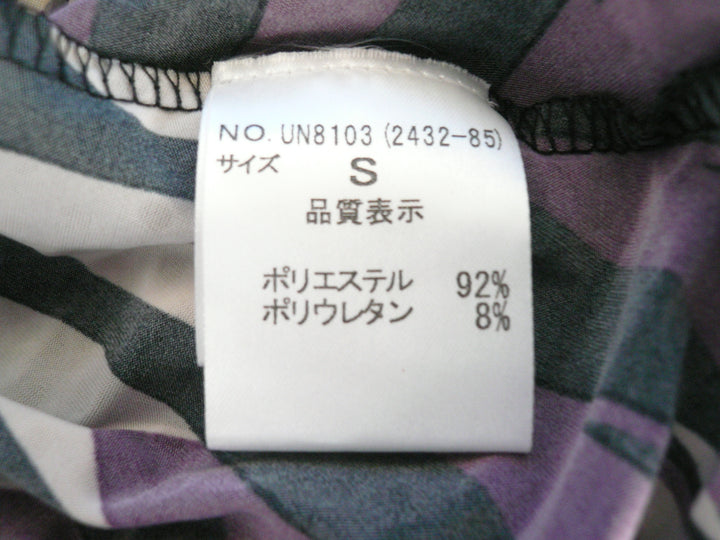 NO. UN8103 (2432-85)
サイズ S
品質表示
ポリエステル 92%
ポリウレタン 8%